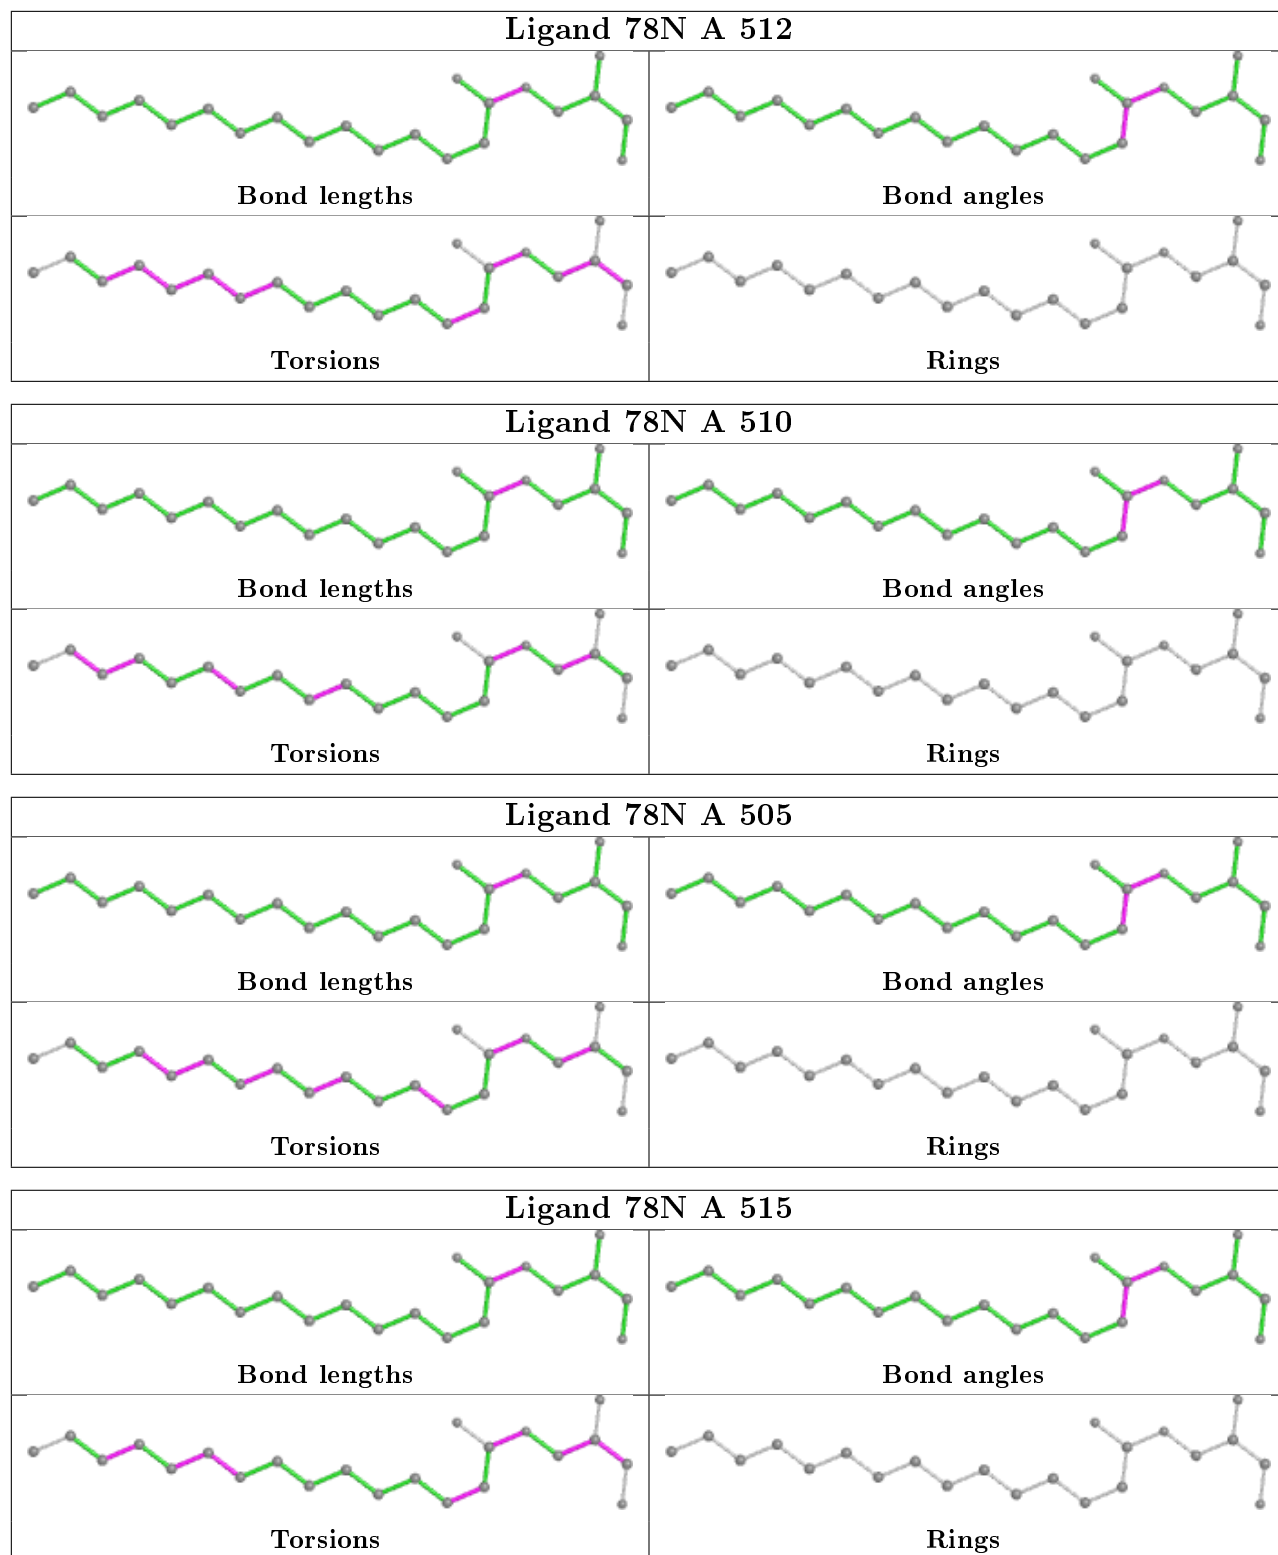 Ligand 78N A 512
Bond lengths
Bond angles
Torsions
Rings
Ligand 78N A 510
Bond lengths
Bond angles
Torsions
Rings
Ligand 78N A 505
Bond lengths
Bond angles
Torsions
Rings
Ligand 78N A 515
Bond lengths
Bond angles
Torsions
Rings